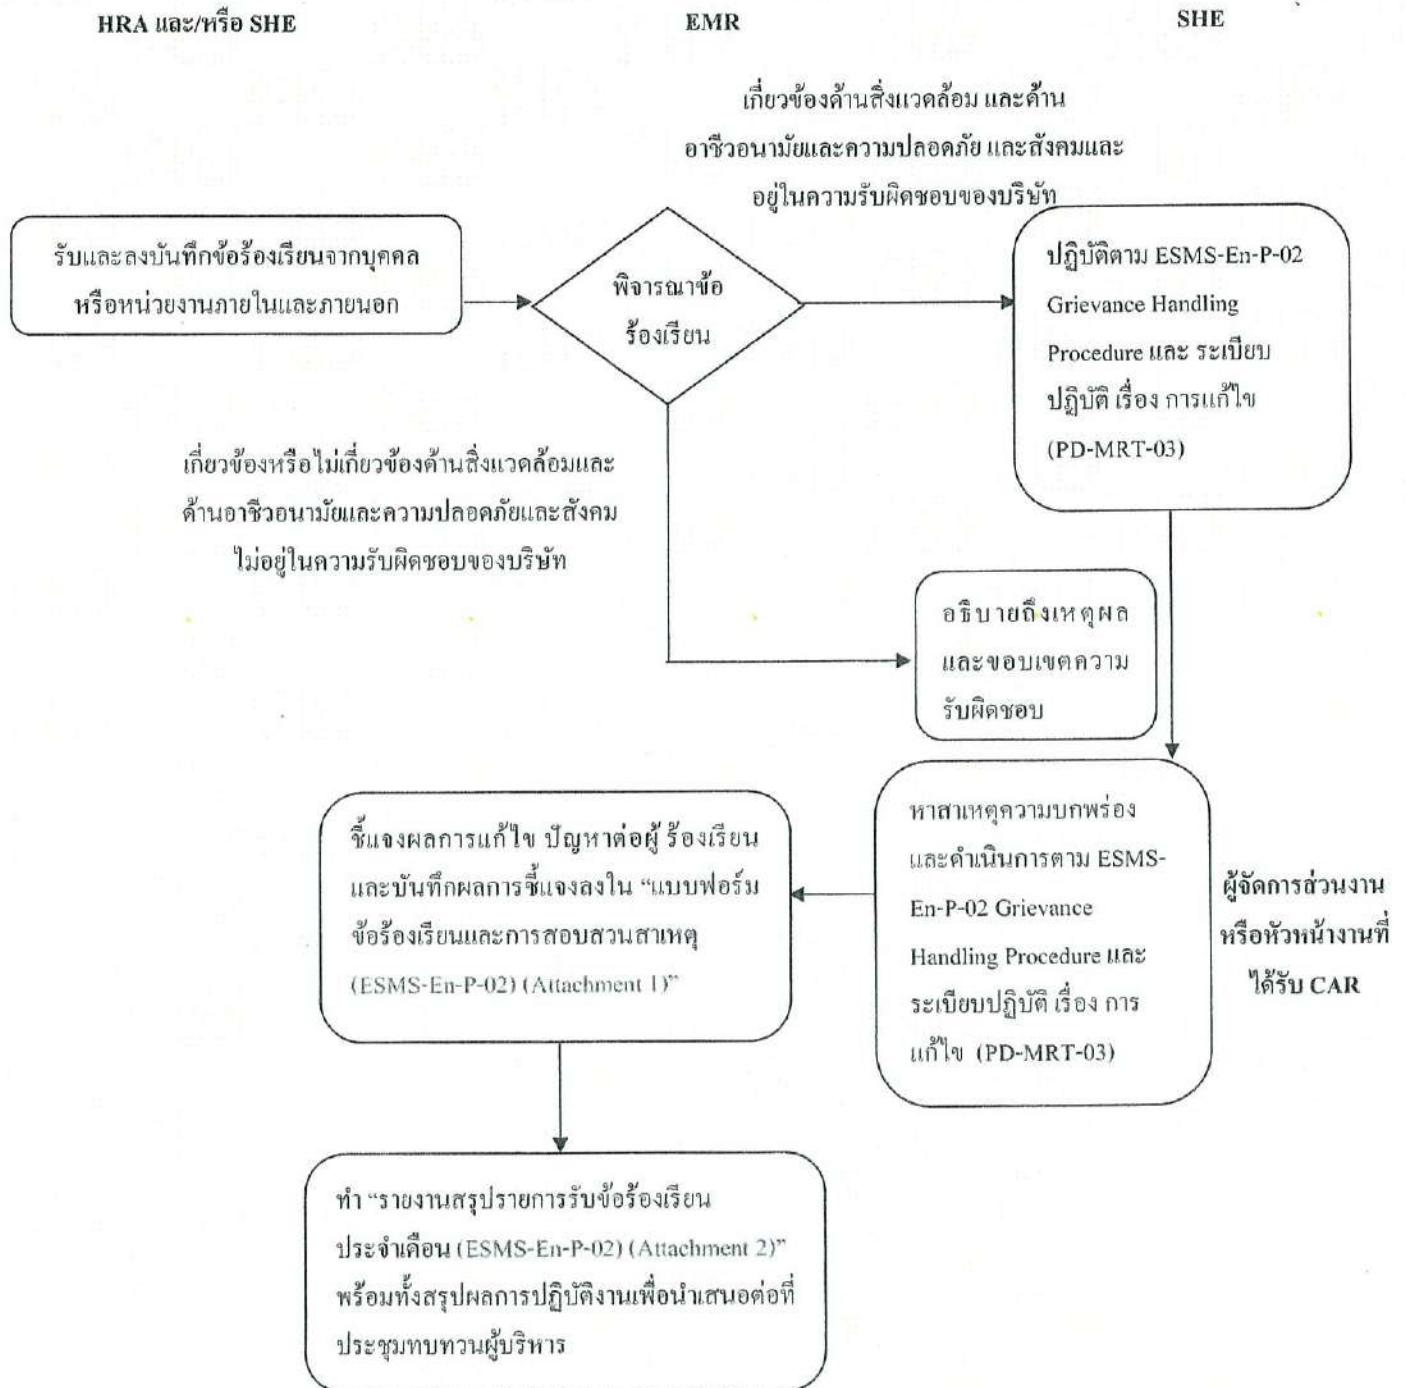 HRA และ/หรือ SHE
EMR
SHE
เกี่ยวข้องด้านสิ่งแวดล้อม และด้าน
อาชีวอนามัยและความปลอดภัย และสังคมและ
อยู่ในความรับผิดชอบของบริษัท
รับและลงบันทึกข้อร้องเรียนจากบุคคล
หรือหน่วยงานภายในและภายนอก
พิจารณาข้อ
ร้องเรียน
ปฏิบัติตาม ESMS-En-P-02
Grievance Handling
Procedure และ ระเบียบ
ปฏิบัติ เรื่อง การแก้ไข
(PD-MRT-03)
เกี่ยวข้องหรือไม่เกี่ยวข้องด้านสิ่งแวดล้อมและ
ด้านอาชีวอนามัยและความปลอดภัยและสังคม
ไม่อยู่ในความรับผิดชอบของบริษัท
อธิบายถึงเหตุผล
และขอบเขตความ
รับผิดชอบ
หาสาเหตุความบกพร่อง
และดำเนินการตาม ESMS-
En-P-02 Grievance
Handling Procedure และ
ระเบียบปฏิบัติ เรื่อง การ
แก้ไข (PD-MRT-03)
ผู้จัดการส่วนงาน
หรือหัวหน้างานที่
ได้รับ CAR
ชี้แจงผลการแก้ไข ปัญหาต่อผู้ ร้องเรียน
และบันทึกผลการชี้แจงลงใน “แบบฟอร์ม
ข้อร้องเรียนและการสอบสวนสาเหตุ
(ESMS-En-P-02) (Attachment 1)”
ทำ “รายงานสรุปรายการรับข้อร้องเรียน
ประจำเดือน (ESMS-En-P-02) (Attachment 2)”
พร้อมทั้งสรุปผลการปฏิบัติงานเพื่อนำเสนอต่อที่
ประชุมทบทวนผู้บริหาร